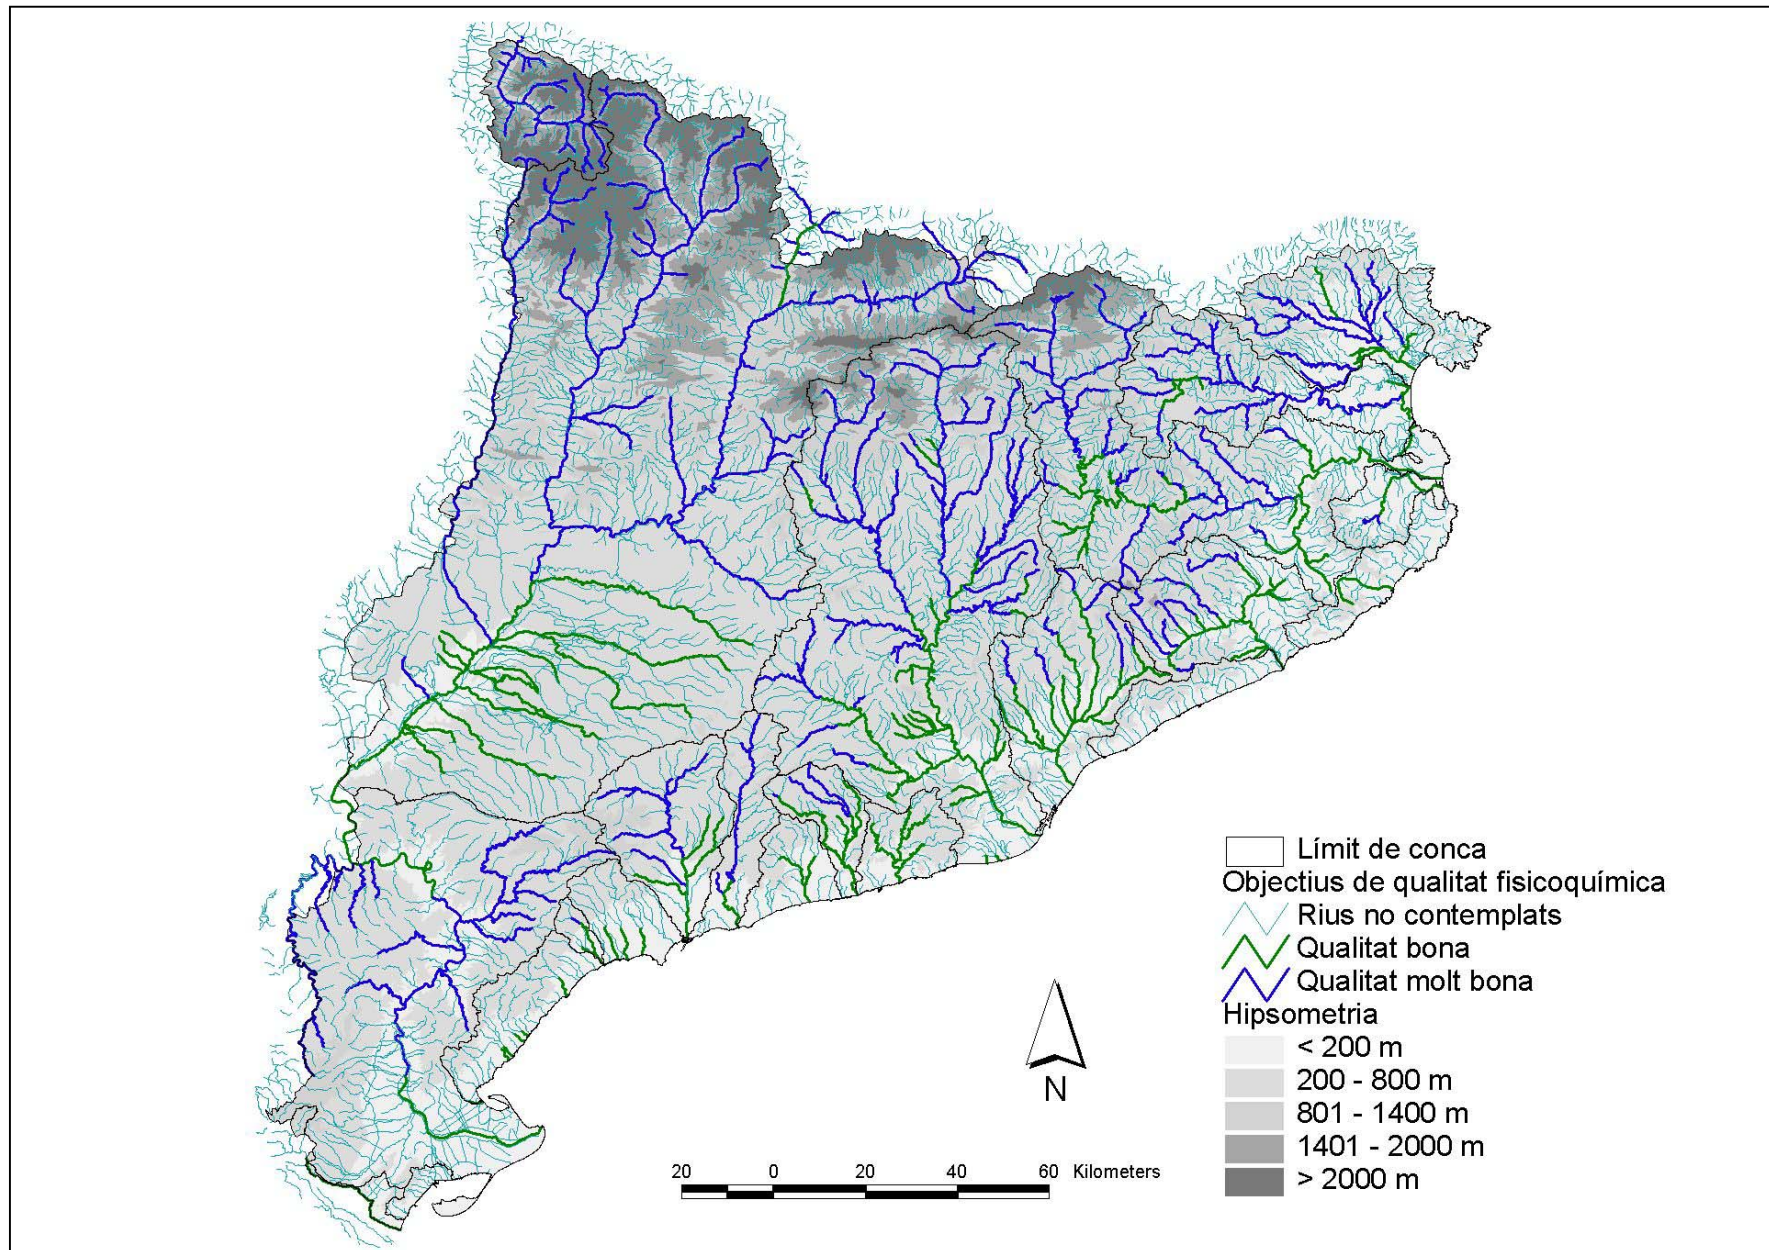 Límit de conca
Objectius de qualitat fisicoquímica
Rius no contemplats
Qualitat bona
Qualitat molt bona
Hipsometria
< 200 m
200 - 800 m
801 - 1400 m
1401 - 2000 m
> 2000 m
N
20 0 20 40 60 Kilometers